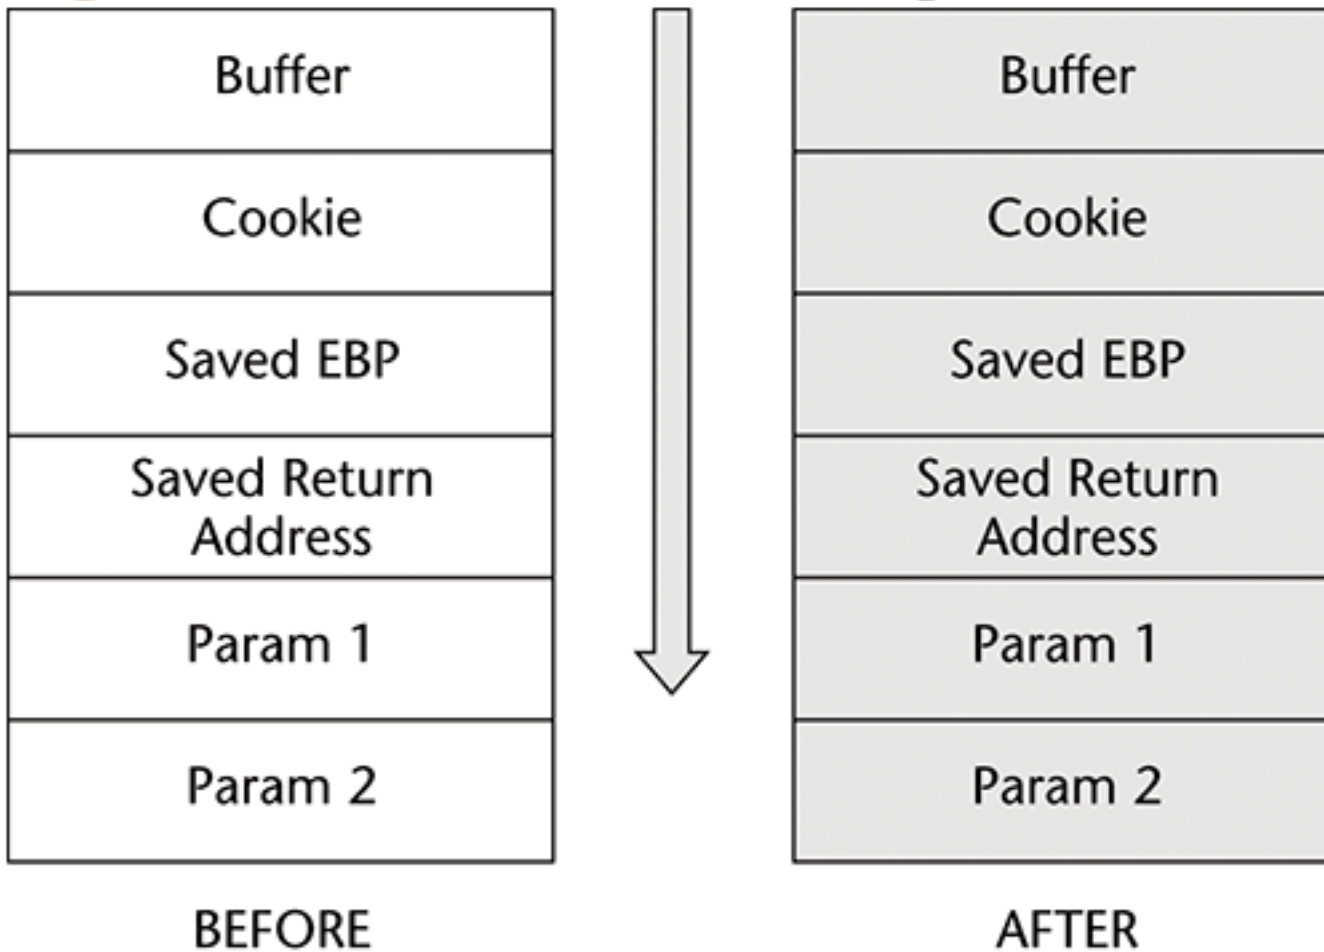 Buffer
Cookie
Saved EBP
Saved Return
Address
Param 1
Param 2
BEFORE
Buffer
Cookie
Saved EBP
Saved Return
Address
Param 1
Param 2
AFTER